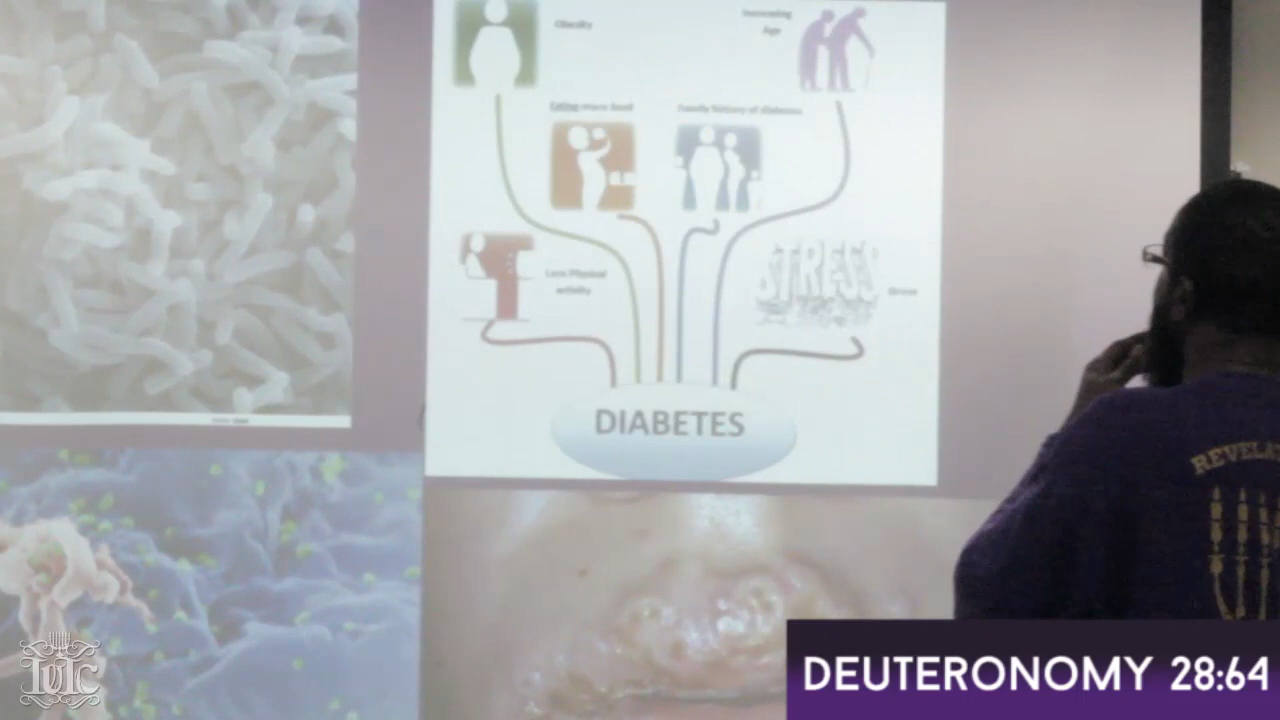 Obesity
Increasing
Age
Eating more food
Family history of diabetes
Less Physical
activity
STRESS
Stress
DIABETES
REVELAT
IUIC
DEUTERONOMY 28:64